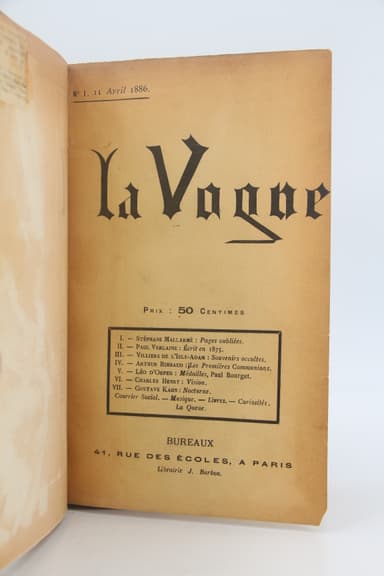 Nº 1. 11 Avril 1886.
La Vogue
PRIX : 50 CENTIMES
I. — STÉPHANE MALLARMÉ : Pages oubliées.
II. — PAUL VERLAINE : Écrit en 1875.
III. — VILLIERS DE L'ISLE-ADAM : Souvenirs occultes.
IV. — ARTHUR RIMBAUD : Les Premières Communions.
V. — LÉO D'ORFER : Médailles, Paul Bourget.
VI. — CHARLES HENRY : Vision.
VII. — GUSTAVE KAHN : Nocturne.
Courrier Social. — Musique. — Livres. — Curiosités.
La Queue.
BUREAUX
41, RUE DES ÉCOLES, A PARIS
Librairie J. Barbou.